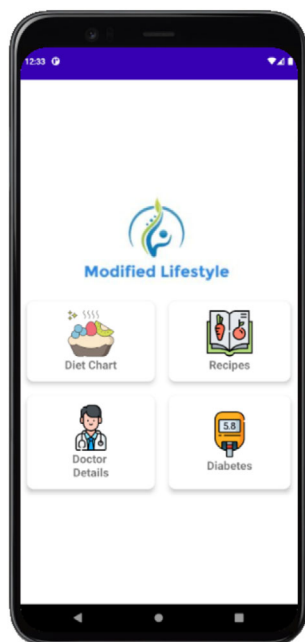 12:33
Modified Lifestyle
Diet Chart
Recipes
5.8
Doctor
Details
Diabetes